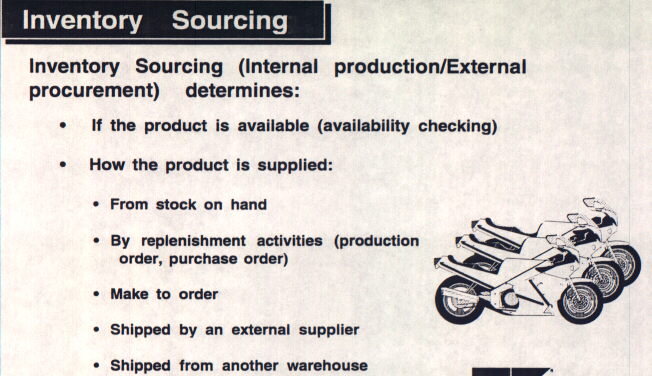 Inventory Sourcing
Inventory Sourcing (Internal production/External
procurement) determines:
• If the product is available (availability checking)
• How the product is supplied:
• From stock on hand
• By replenishment activities (production
order, purchase order)
• Make to order
• Shipped by an external supplier
• Shipped from another warehouse